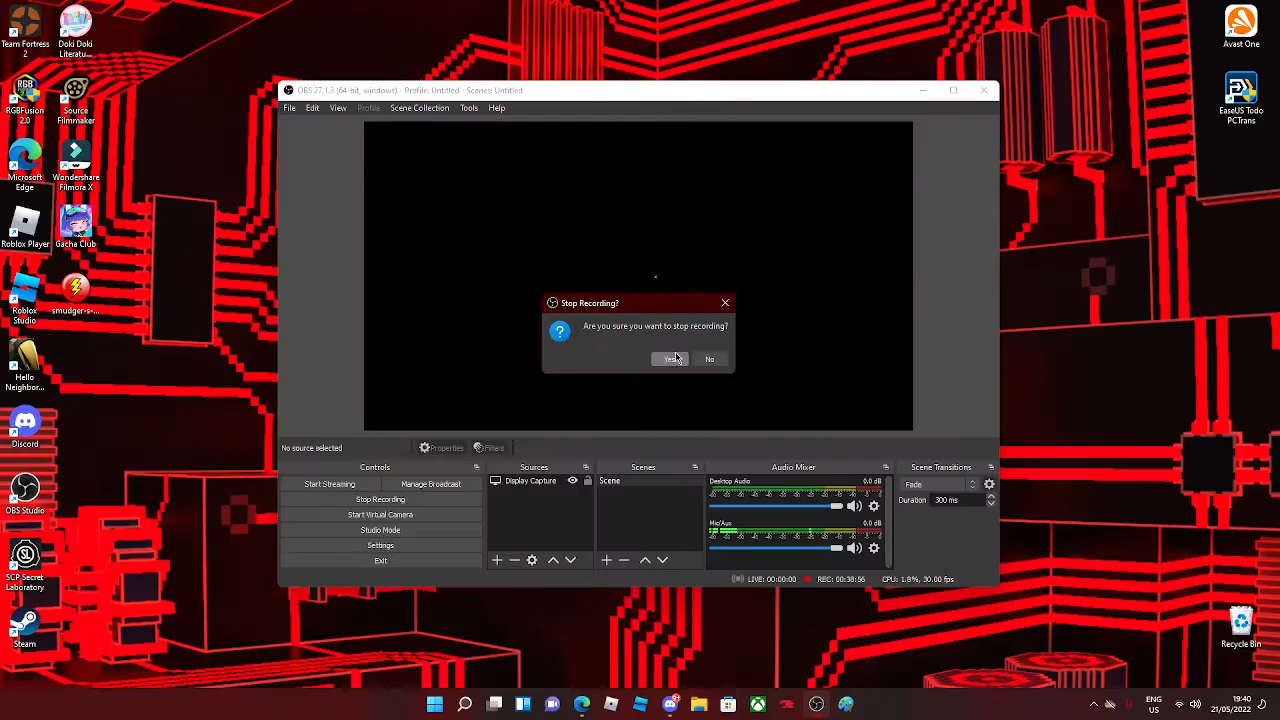 Team Fortress
2
Doki Doki
Literatu...
RGBFusion
2.0
Source
Filmmaker
Microsoft
Edge
Wondershare
Filmora X
Roblox Player
Gacha Club
Roblox
Studio
smudger-s-...
Hello
Neighbor...
Discord
OBS Studio
SCP Secret
Laboratory
Steam
Avast One
EaseUS Todo
PCTrans
Recycle Bin
OBS 27.1.3 (64-bit, windows) - Profile: Untitled - Scenes: Untitled
File Edit View Profile Scene Collection Tools Help
Stop Recording?
Are you sure you want to stop recording?
Yes No
No source selected Properties Filters
Controls
Start Streaming Manage Broadcast
Stop Recording
Start Virtual Camera
Studio Mode
Settings
Exit
Sources
Display Capture
Scenes
Scene
Audio Mixer
Desktop Audio 0.0 dB
Mic/Aux 0.0 dB
Scene Transitions
Fade
Duration 300 ms
LIVE: 00:00:00 REC: 00:38:56 CPU: 1.8%, 30.00 fps
9+
ENG
US
19:40
21/05/2022